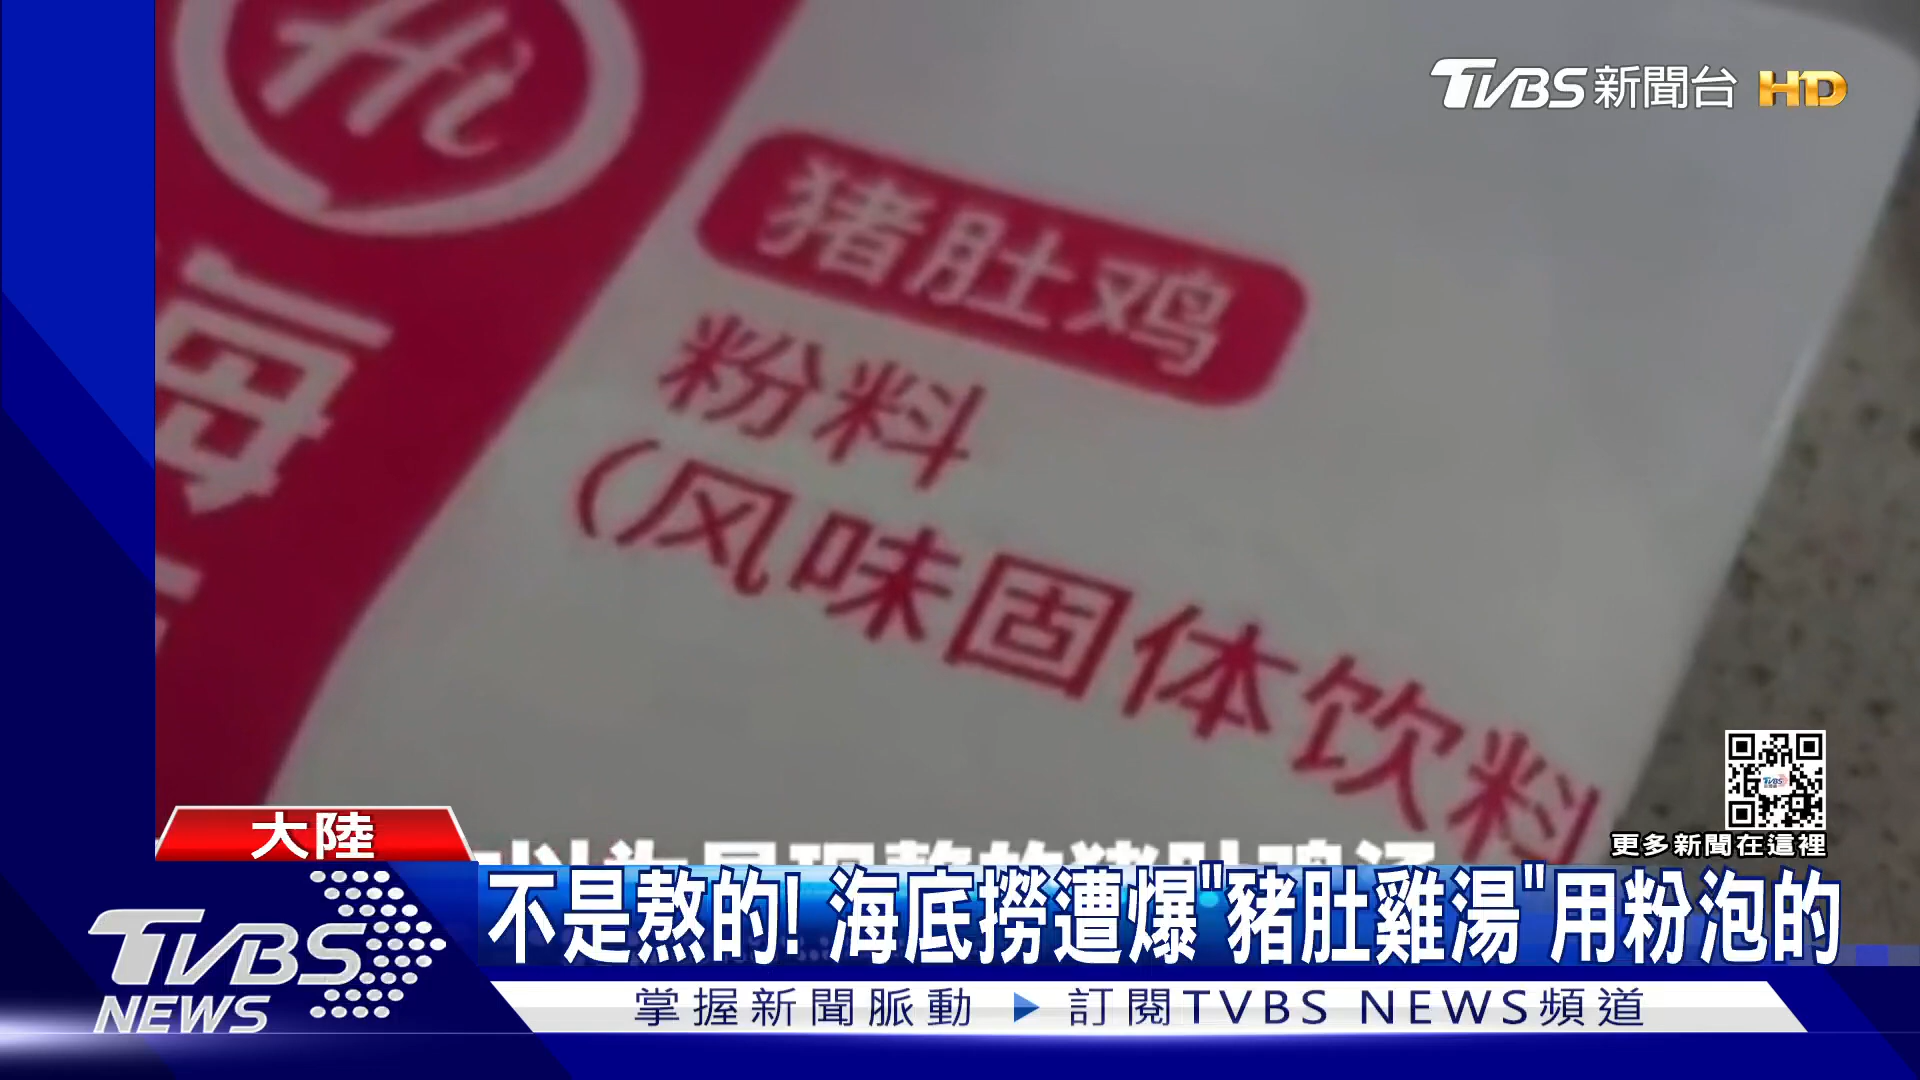 Hi
TVBS新聞台 HD
猪肚鸡
粉料
(风味固体饮料
海
更多新聞在這裡
大陸
不是熬的! 海底撈遭爆"豬肚雞湯"用粉泡的
TVBS
NEWS
掌握新聞脈動 ▶ 訂閱TVBS NEWS頻道